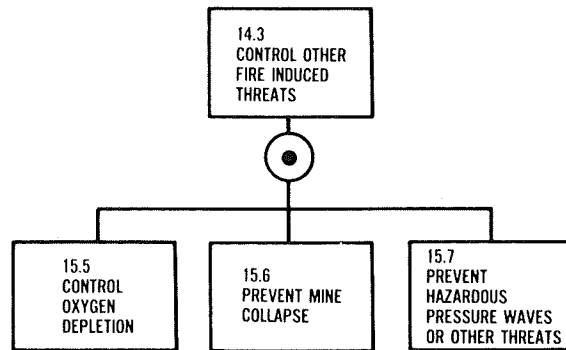 14.3
CONTROL OTHER
FIRE INDUCED
THREATS
15.5
CONTROL
OXYGEN
DEPLETION
15.6
PREVENT MINE
COLLAPSE
15.7
PREVENT
HAZARDOUS
PRESSURE WAVES
OR OTHER THREATS